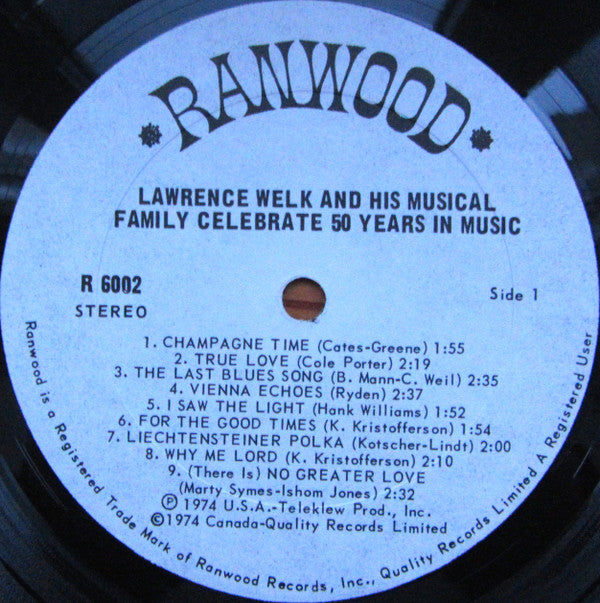 RANWOOD
LAWRENCE WELK AND HIS MUSICAL
FAMILY CELEBRATE 50 YEARS IN MUSIC
R 6002
STEREO
Side 1
1. CHAMPAGNE TIME (Cates-Greene) 1:55
2. TRUE LOVE (Cole Porter) 2:19
3. THE LAST BLUES SONG (B. Mann-C. Weil) 2:35
4. VIENNA ECHOES (Ryden) 2:37
5. I SAW THE LIGHT (Hank Williams) 1:52
6. FOR THE GOOD TIMES (K. Kristofferson) 1:54
7. LIECHTENSTEINER POLKA (Kotscher-Lindt) 2:00
8. WHY ME LORD (K. Kristofferson) 2:10
9. (There Is) NO GREATER LOVE
(Marty Symes-Ishom Jones) 2:32
Ⓟ 1974 U.S.A.-Teleklew Prod., Inc.
©1974 Canada-Quality Records Limited
Ranwood is a Registered Trade Mark of Ranwood Records, Inc., Quality Records Limited A Registered User